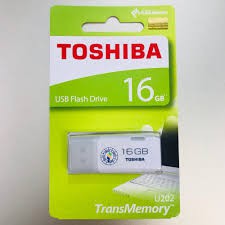 TOSHIBA
16GB
USB Flash Drive
16GB
TOSHIBA
U202
TransMemory